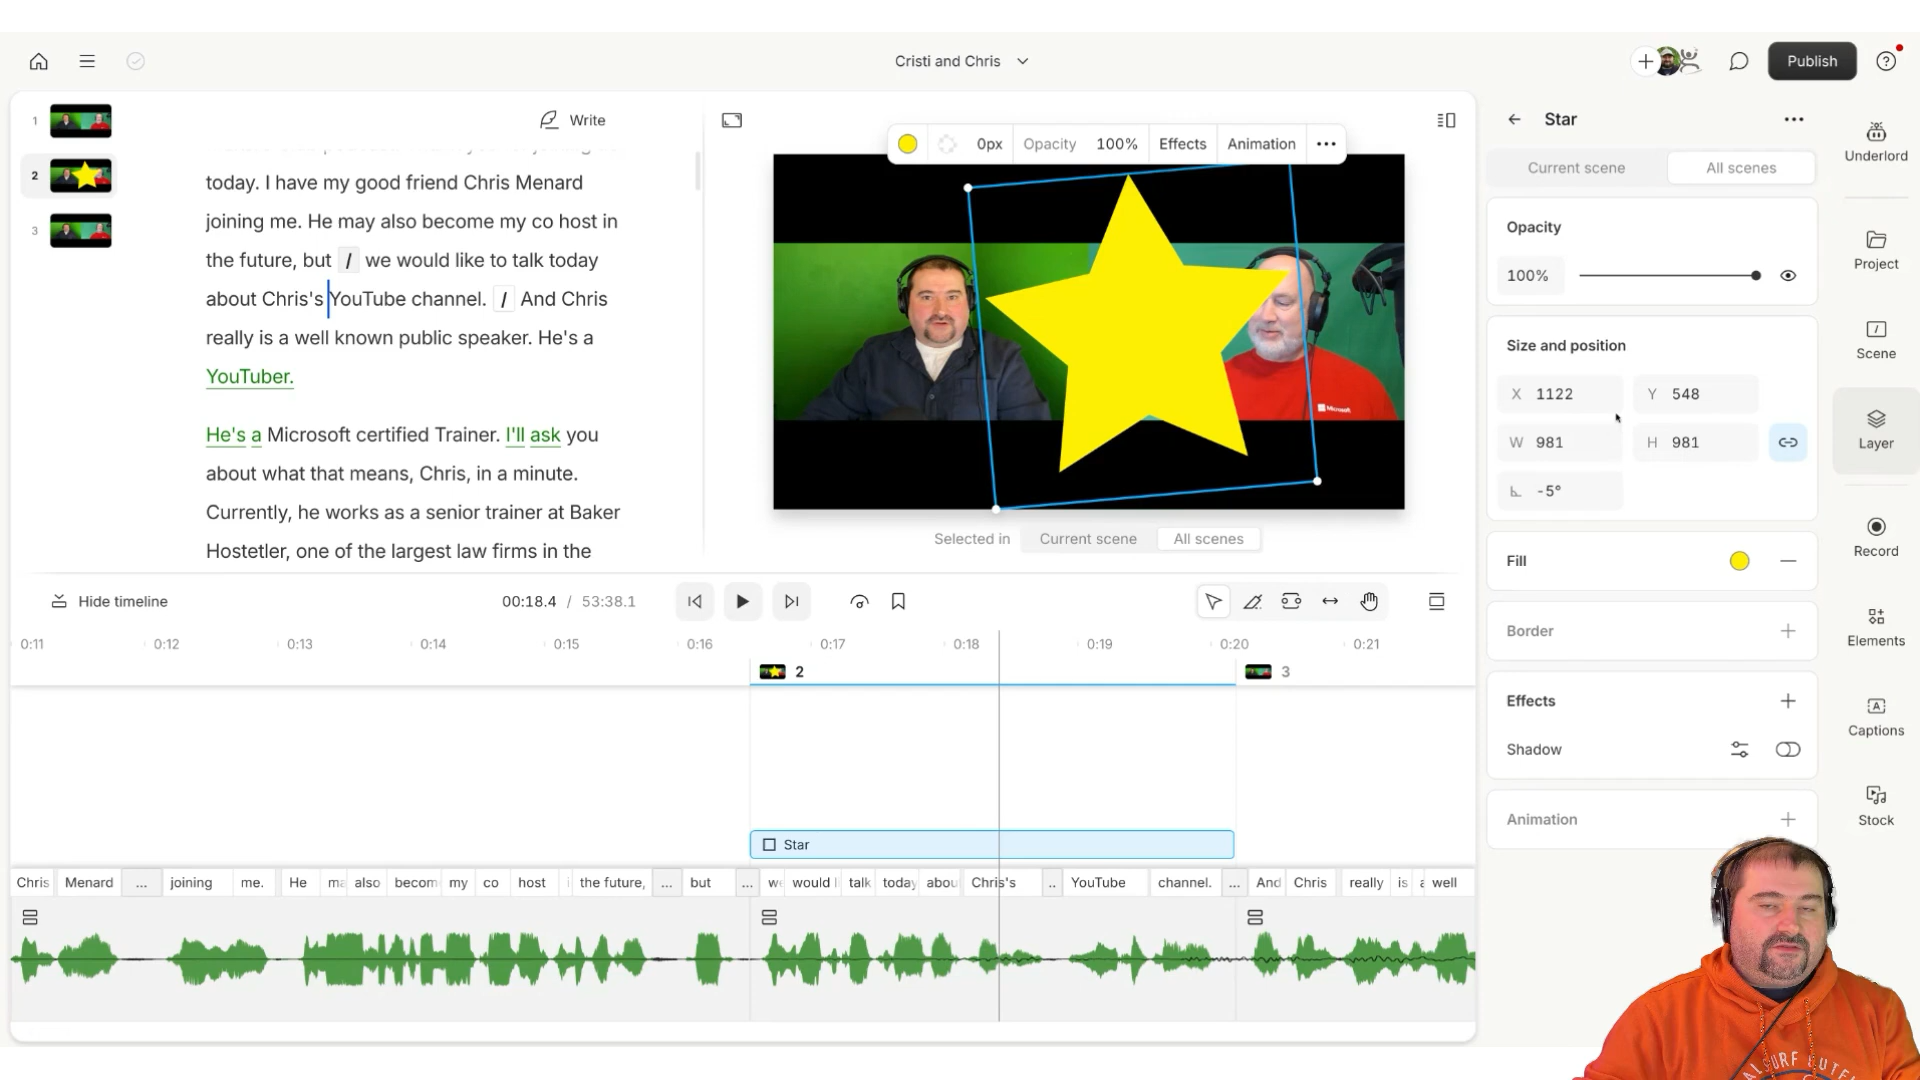 Cristi and Chris
Publish
1
2
3
Write
today. I have my good friend Chris Menard
joining me. He may also become my co host in
the future, but / we would like to talk today
about Chris's YouTube channel. / And Chris
really is a well known public speaker. He's a
YouTuber.
He's a Microsoft certified Trainer. I'll ask you
about what that means, Chris, in a minute.
Currently, he works as a senior trainer at Baker
Hostetler, one of the largest law firms in the
0px Opacity 100% Effects Animation
Microsoft
Selected in Current scene All scenes
Star
Current scene All scenes
Opacity
100%
Size and position
X 1122 Y 548
W 981 H 981
-5°
Fill
Border
Effects
Shadow
Animation
Underlord
Project
Scene
Layer
Record
Elements
Captions
Stock
Hide timeline
00:18.4 / 53:38.1
0:11 0:12 0:13 0:14 0:15 0:16 0:17 0:18 0:19 0:20 0:21
2 3
Star
Chris Menard ... joining me. He also my co host the future, ... but ... would talk today Chris's .. YouTube channel. ... And Chris really is well